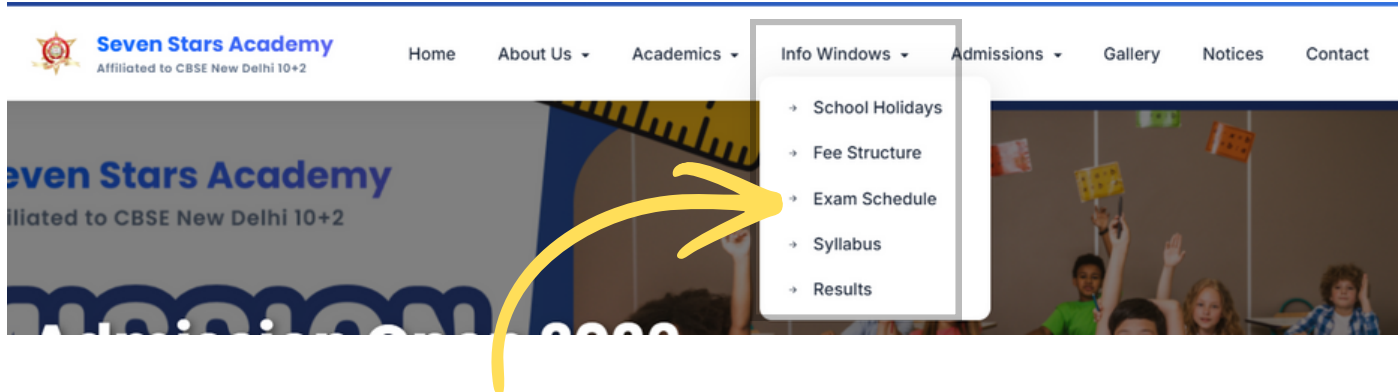 Seven Stars Academy
Affiliated to CBSE New Delhi 10+2
Home About Us Academics Info Windows Admissions Gallery Notices Contact
School Holidays
Fee Structure
Exam Schedule
Syllabus
Results
even Stars Academy
iliated to CBSE New Delhi 10+2
Admission Open